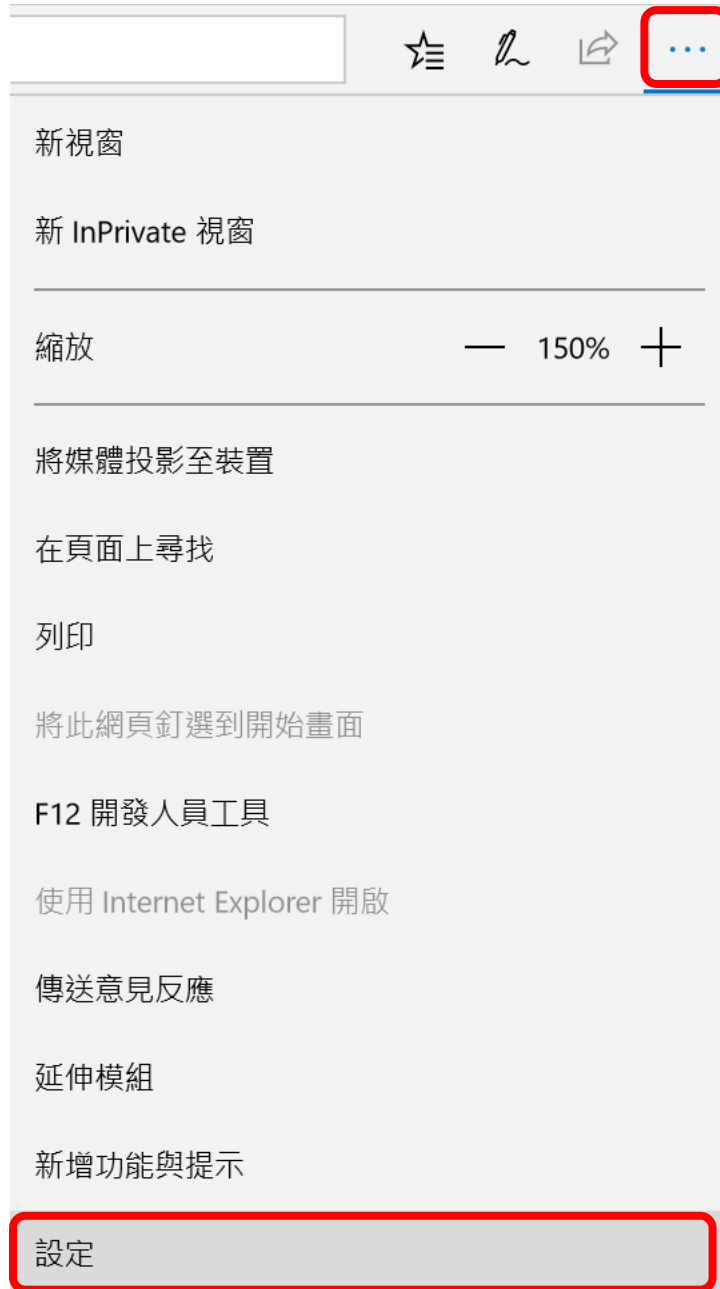 新視窗
新 InPrivate 視窗
縮放 — 150% +
將媒體投影至裝置
在頁面上尋找
列印
將此網頁釘選到開始畫面
F12 開發人員工具
使用 Internet Explorer 開啟
傳送意見反應
延伸模組
新增功能與提示
設定